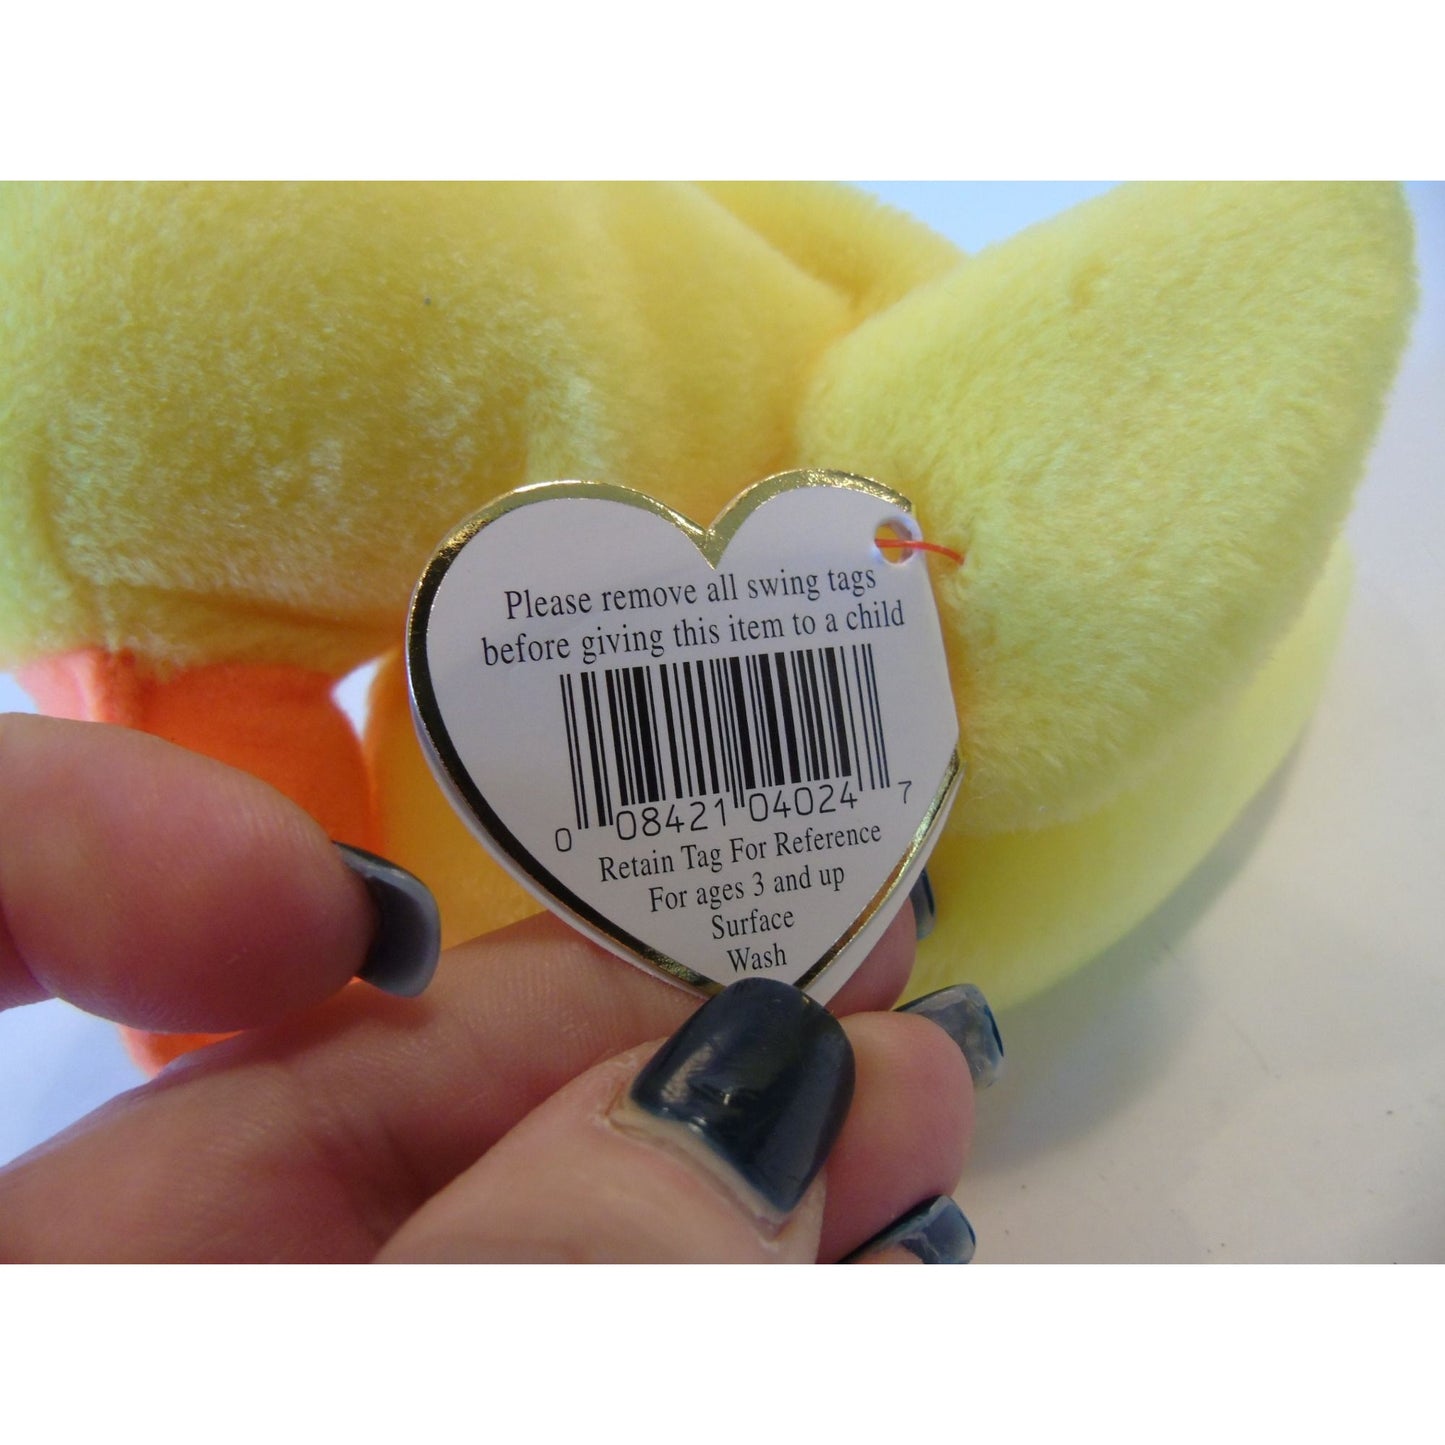 Please remove all swing tags
before giving this item to a child
0 08421 04024 7
Retain Tag For Reference
For ages 3 and up
Surface
Wash